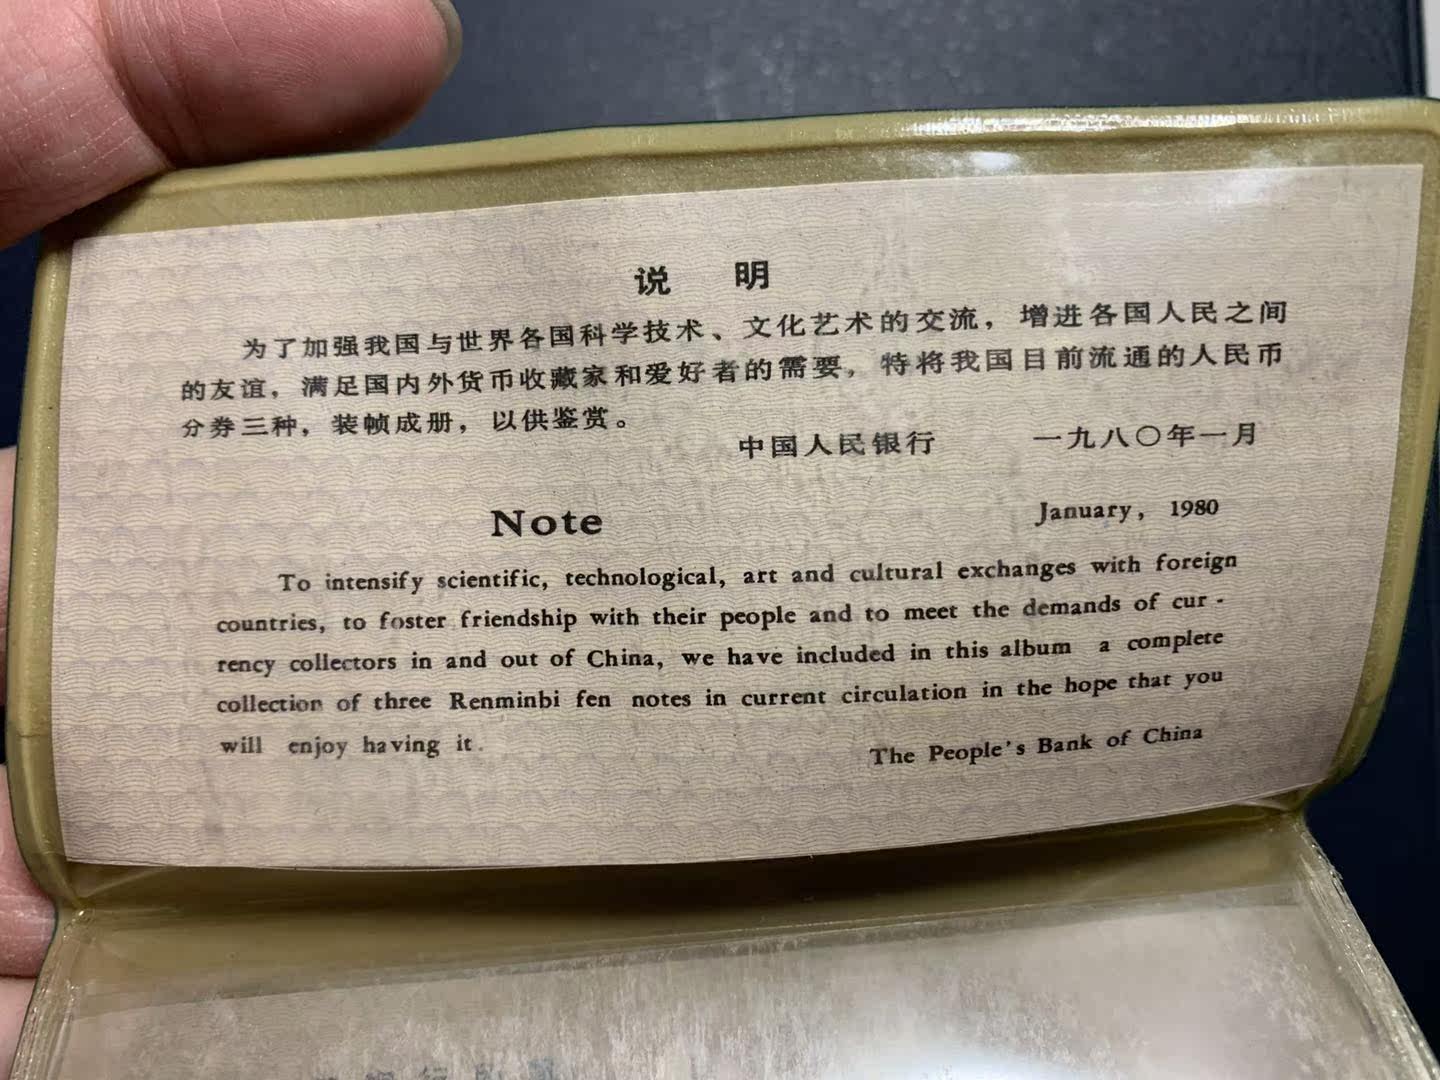 说 明
为了加强我国与世界各国科学技术、文化艺术的交流，增进各国人民之间
的友谊，满足国内外货币收藏家和爱好者的需要，特将我国目前流通的人民币
分券三种，装帧成册，以供鉴赏。
中国人民银行 一九八〇年一月
Note
January, 1980
To intensify scientific, technological, art and cultural exchanges with foreign
countries, to foster friendship with their people and to meet the demands of cur-
rency collectors in and out of China, we have included in this album a complete
collection of three Renminbi fen notes in current circulation in the hope that you
will enjoy having it.
The People's Bank of China